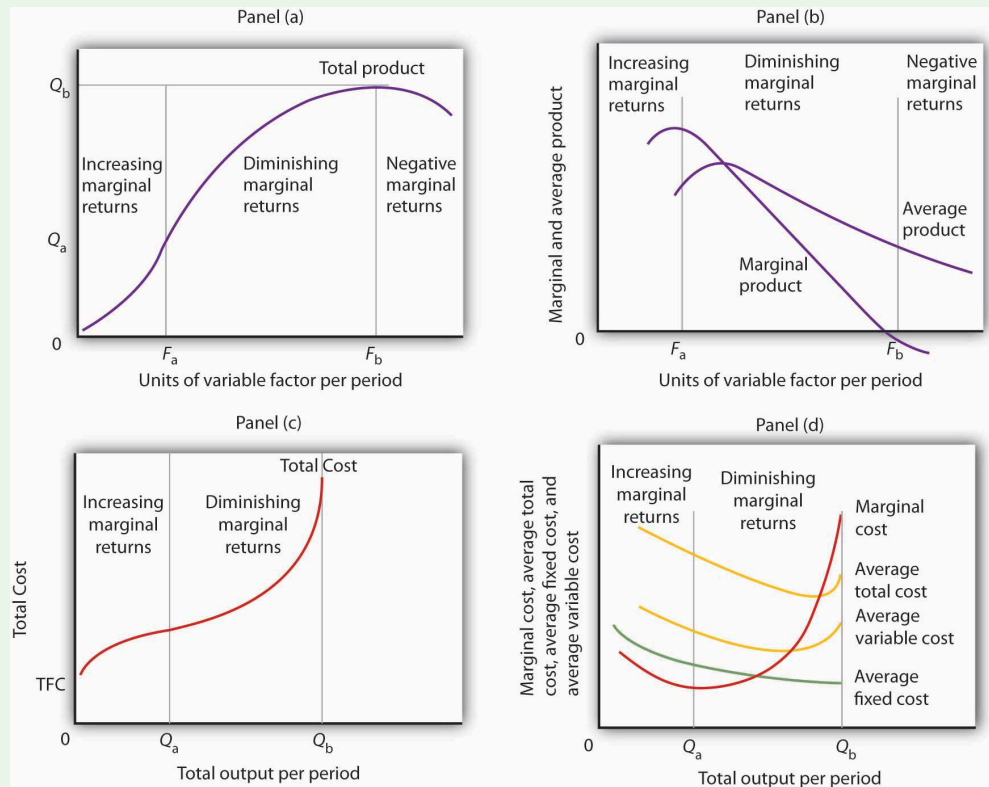 Panel (a)
Total product
Q_b
Increasing
marginal
returns
Diminishing
marginal
returns
Negative
marginal
returns
Q_a
0
F_a
F_b
Units of variable factor per period
Panel (b)
Marginal and average product
Increasing
marginal
returns
Diminishing
marginal
returns
Negative
marginal
returns
Average
product
Marginal
product
0
F_a
F_b
Units of variable factor per period
Panel (c)
Total Cost
Total Cost
Increasing
marginal
returns
Diminishing
marginal
returns
TFC
0
Q_a
Q_b
Total output per period
Panel (d)
Marginal cost, average total
cost, average fixed cost, and
average variable cost
Increasing
marginal
returns
Diminishing
marginal
returns
Marginal
cost
Average
total cost
Average
variable cost
Average
fixed cost
0
Q_a
Q_b
Total output per period